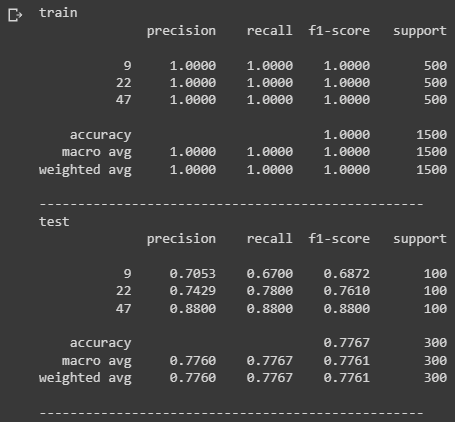 train
precision recall f1-score support
9 1.0000 1.0000 1.0000 500
22 1.0000 1.0000 1.0000 500
47 1.0000 1.0000 1.0000 500
accuracy 1.0000 1500
macro avg 1.0000 1.0000 1.0000 1500
weighted avg 1.0000 1.0000 1.0000 1500
--------------------------------------------------
test
precision recall f1-score support
9 0.7053 0.6700 0.6872 100
22 0.7429 0.7800 0.7610 100
47 0.8800 0.8800 0.8800 100
accuracy 0.7767 300
macro avg 0.7760 0.7767 0.7761 300
weighted avg 0.7760 0.7767 0.7761 300
--------------------------------------------------